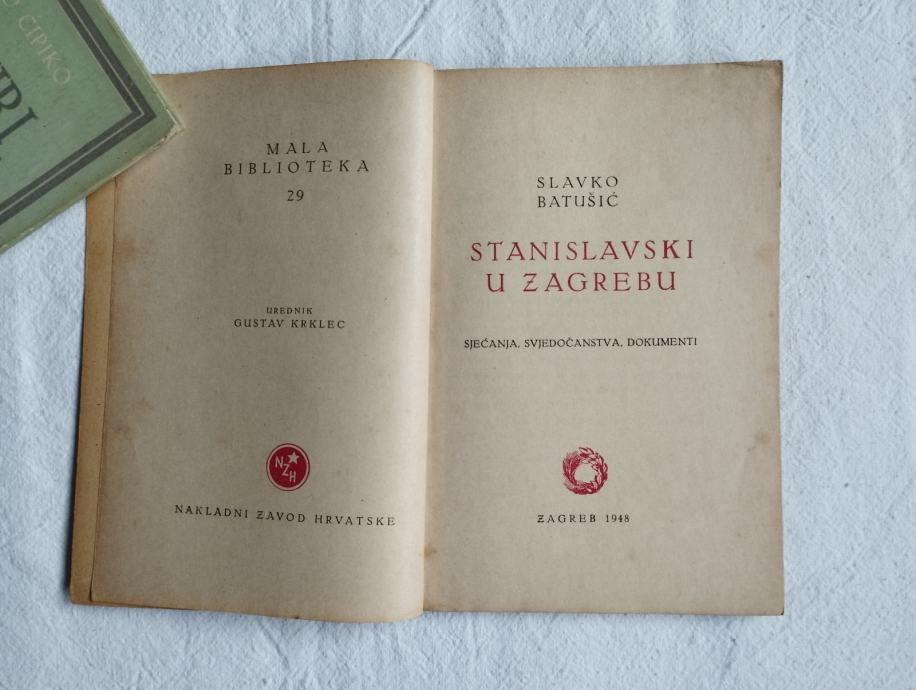 ĆIPIKO
MALA
BIBLIOTEKA
29
UREDNIK
GUSTAV KRKLEC
NZH
NAKLADNI ZAVOD HRVATSKE
SLAVKO
BATUŠIĆ
STANISLAVSKI
U ZAGREBU
SJEĆANJA, SVJEDOČANSTVA, DOKUMENTI
ZAGREB 1948